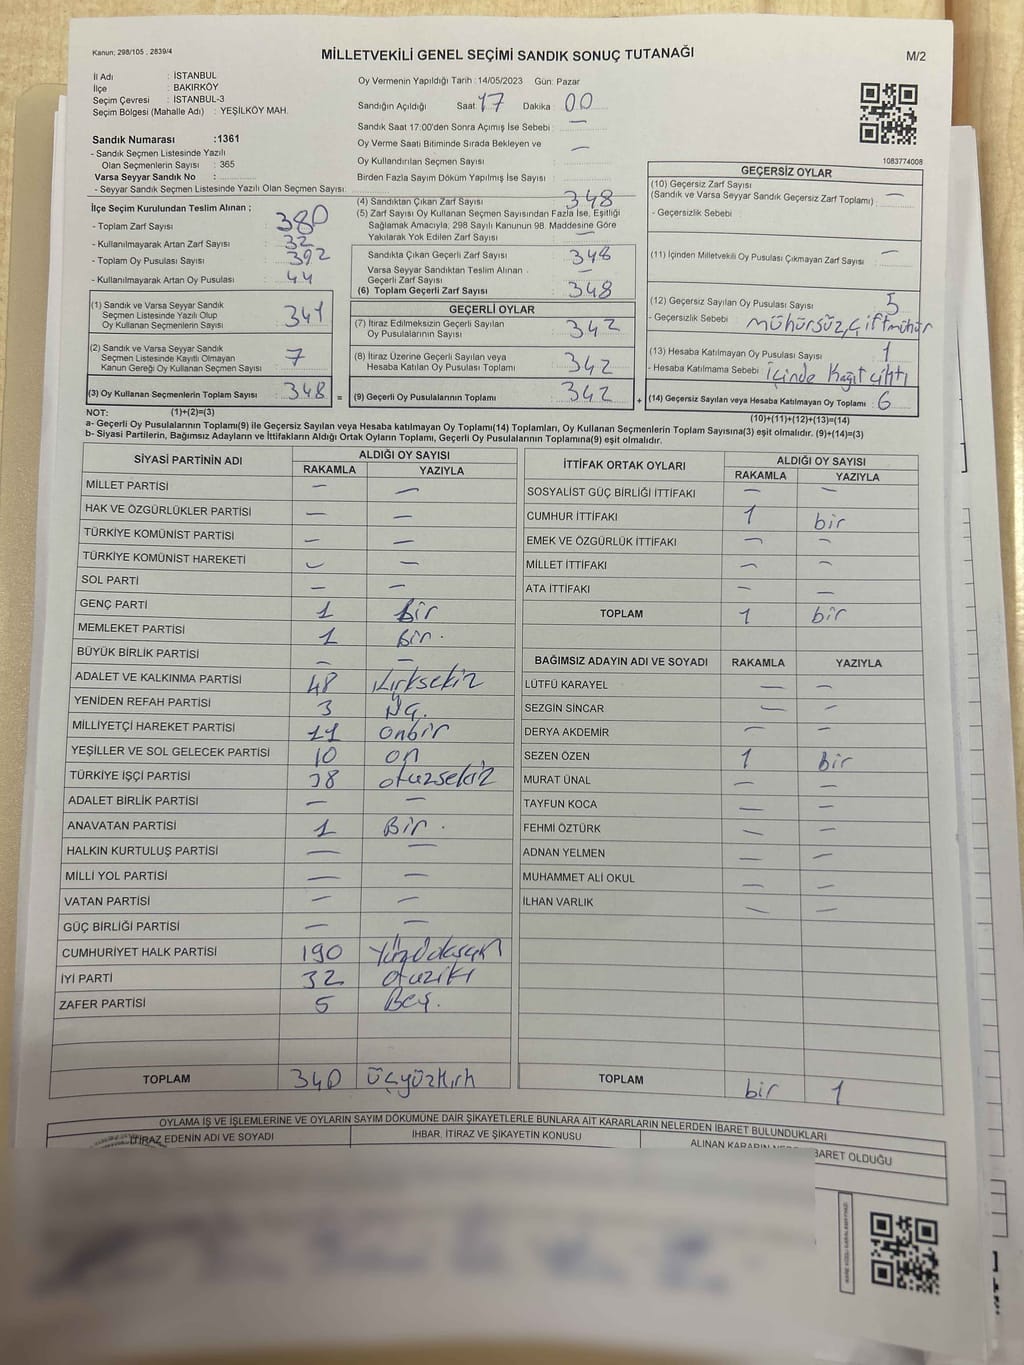 Kanun; 298/105 , 2839/4
MİLLETVEKİLİ GENEL SEÇİMİ SANDIK SONUÇ TUTANAĞI
M/2
İl Adı : İSTANBUL
İlçe : BAKIRKÖY
Seçim Çevresi : İSTANBUL-3
Seçim Bölgesi (Mahalle Adı) : YEŞİLKÖY MAH.
Sandık Numarası :1361
- Sandık Seçmen Listesinde Yazılı
Olan Seçmenlerin Sayısı : 365
Varsa Seyyar Sandık No :
- Seyyar Sandık Seçmen Listesinde Yazılı Olan Seçmen Sayısı:
Oy Vermenin Yapıldığı Tarih : 14/05/2023 Gün: Pazar
Sandığın Açıldığı Saat: 17 Dakika : 00
Sandık Saat 17:00'den Sonra Açımış İse Sebebi : —
Oy Verme Saati Bitiminde Sırada Bekleyen ve
Oy Kullandırılan Seçmen Sayısı : —
Birden Fazla Sayım Döküm Yapılmış İse Sayısı :
1083774008
İlçe Seçim Kurulundan Teslim Alınan ;
- Toplam Zarf Sayısı : 380
- Kullanılmayarak Artan Zarf Sayısı : 32
- Toplam Oy Pusulası Sayısı : 392
- Kullanılmayarak Artan Oy Pusulası : 44
(1) Sandık ve Varsa Seyyar Sandık
Seçmen Listesinde Yazılı Olup
Oy Kullanan Seçmenlerin Sayısı : 341
(2) Sandık ve Varsa Seyyar Sandık
Seçmen Listesinde Kayıtlı Olmayan
Kanun Gereği Oy Kullanan Seçmen Sayısı : 7
(3) Oy Kullanan Seçmenlerin Toplam Sayısı : 348 =
(4) Sandıktan Çıkan Zarf Sayısı : 348
(5) Zarf Sayısı Oy Kullanan Seçmen Sayısından Fazla İse, Eşitliği
Sağlamak Amacıyla; 298 Sayılı Kanunun 98. Maddesine Göre
Yakılarak Yok Edilen Zarf Sayısı : —
Sandıkta Çıkan Geçerli Zarf Sayısı : 348
Varsa Seyyar Sandıktan Teslim Alınan
Geçerli Zarf Sayısı : —
(6) Toplam Geçerli Zarf Sayısı : 348
GEÇERLİ OYLAR
(7) İtiraz Edilmeksizin Geçerli Sayılan
Oy Pusulalarının Sayısı : 342
(8) İtiraz Üzerine Geçerli Sayılan veya
Hesaba Katılan Oy Pusulası Toplamı : 342
(9) Geçerli Oy Pusulalarının Toplamı : 342 +
GEÇERSİZ OYLAR
(10) Geçersiz Zarf Sayısı
(Sandık ve Varsa Seyyar Sandık Geçersiz Zarf Toplamı) : —
- Geçersizlik Sebebi
(11) İçinden Milletvekili Oy Pusulası Çıkmayan Zarf Sayısı : —
(12) Geçersiz Sayılan Oy Pusulası Sayısı : 5
- Geçersizlik Sebebi : mühürsüz, çift mühür
(13) Hesaba Katılmayan Oy Pusulası Sayısı : 1
- Hesaba Katılmama Sebebi : içinde kağıt çıktı
(14) Geçersiz Sayılan veya Hesaba Katılmayan Oy Toplamı : 6
NOT: (1)+(2)=(3)
(10)+(11)+(12)+(13)=(14)
a- Geçerli Oy Pusulalarının Toplamı(9) ile Geçersiz Sayılan veya Hesaba katılmayan Oy Toplamı(14) Toplamları, Oy Kullanan Seçmenlerin Toplam Sayısına(3) eşit olmalıdır. (9)+(14)=(3)
b- Siyasi Partilerin, Bağımsız Adayların ve İttifakların Aldığı Ortak Oyların Toplamı, Geçerli Oy Pusulalarının Toplamına(9) eşit olmalıdır.
SİYASİ PARTİNİN ADI ALDIĞI OY SAYISI
RAKAMLA YAZIYLA
MİLLET PARTİSİ — —
HAK VE ÖZGÜRLÜKLER PARTİSİ — —
TÜRKİYE KOMÜNİST PARTİSİ — —
TÜRKİYE KOMÜNİST HAREKETİ — —
SOL PARTİ — —
GENÇ PARTİ 1 Bir
MEMLEKET PARTİSİ 1 Bir.
BÜYÜK BİRLİK PARTİSİ — —
ADALET VE KALKINMA PARTİSİ 48 kırksekiz
YENİDEN REFAH PARTİSİ 3 üç.
MİLLİYETÇİ HAREKET PARTİSİ 11 onbir
YEŞİLLER VE SOL GELECEK PARTİSİ 10 on
TÜRKİYE İŞÇİ PARTİSİ 38 otuzsekiz
ADALET BİRLİK PARTİSİ — —
ANAVATAN PARTİSİ 1 Bir.
HALKIN KURTULUŞ PARTİSİ — —
MİLLİ YOL PARTİSİ — —
VATAN PARTİSİ — —
GÜÇ BİRLİĞİ PARTİSİ — —
CUMHURİYET HALK PARTİSİ 190 yüzdoksan
İYİ PARTİ 32 otuziki
ZAFER PARTİSİ 5 Beş.
TOPLAM 340 üçyüzkırk
İTTİFAK ORTAK OYLARI ALDIĞI OY SAYISI
RAKAMLA YAZIYLA
SOSYALİST GÜÇ BİRLİĞİ İTTİFAKI — —
CUMHUR İTTİFAKI 1 bir
EMEK VE ÖZGÜRLÜK İTTİFAKI — —
MİLLET İTTİFAKI — —
ATA İTTİFAKI — —
TOPLAM 1 bir
BAĞIMSIZ ADAYIN ADI VE SOYADI RAKAMLA YAZIYLA
LÜTFÜ KARAYEL — —
SEZGİN SİNCAR — —
DERYA AKDEMİR — —
SEZEN ÖZEN 1 bir
MURAT ÜNAL — —
TAYFUN KOCA — —
FEHMİ ÖZTÜRK — —
ADNAN YELMEN — —
MUHAMMET ALİ OKUL — —
İLHAN VARLIK — —
TOPLAM bir 1
OYLAMA İŞ VE İŞLEMLERİNE VE OYLARIN SAYIM DÖKÜMÜNE DAİR ŞİKAYETLERLE BUNLARA AİT KARARLARIN NELERDEN İBARET BULUNDUKLARI
İTİRAZ EDENİN ADI VE SOYADI
İHBAR, İTİRAZ VE ŞİKAYETİN KONUSU
ALINAN KARARIN İBARET OLDUĞU